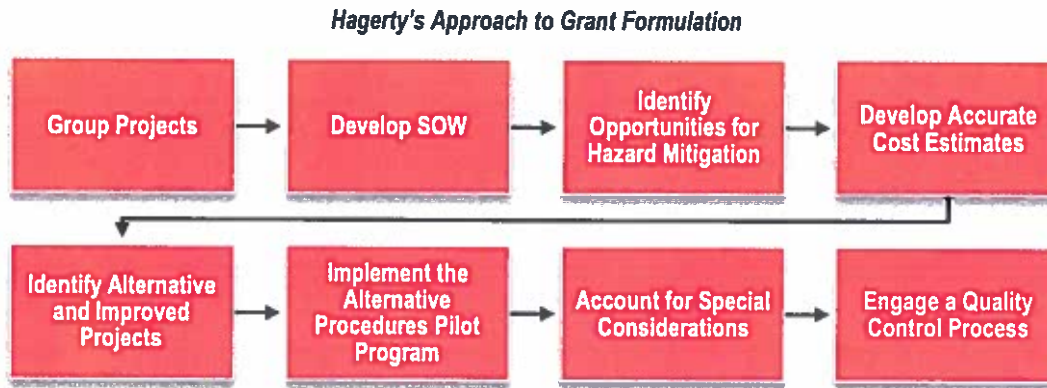 Hagerty's Approach to Grant Formulation
Group Projects
Develop SOW
Identify
Opportunities for
Hazard Mitigation
Develop Accurate
Cost Estimates
Identify Alternative
and Improved
Projects
Implement the
Alternative
Procedures Pilot
Program
Account for Special
Considerations
Engage a Quality
Control Process